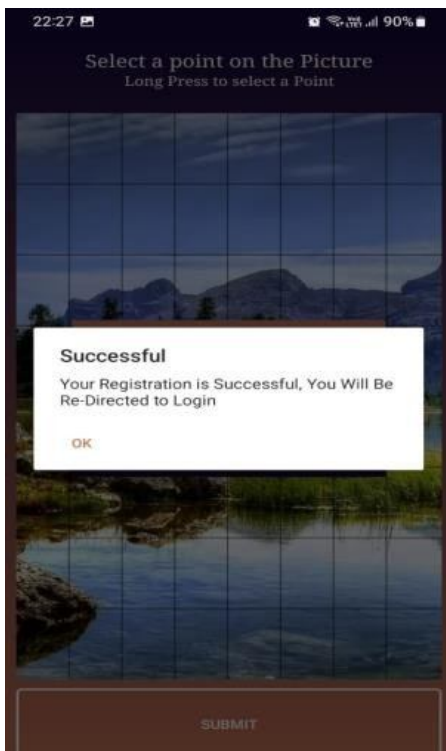 22:27
90%
Select a point on the Picture
Long Press to select a Point
Successful
Your Registration is Successful, You Will Be
Re-Directed to Login
OK
SUBMIT